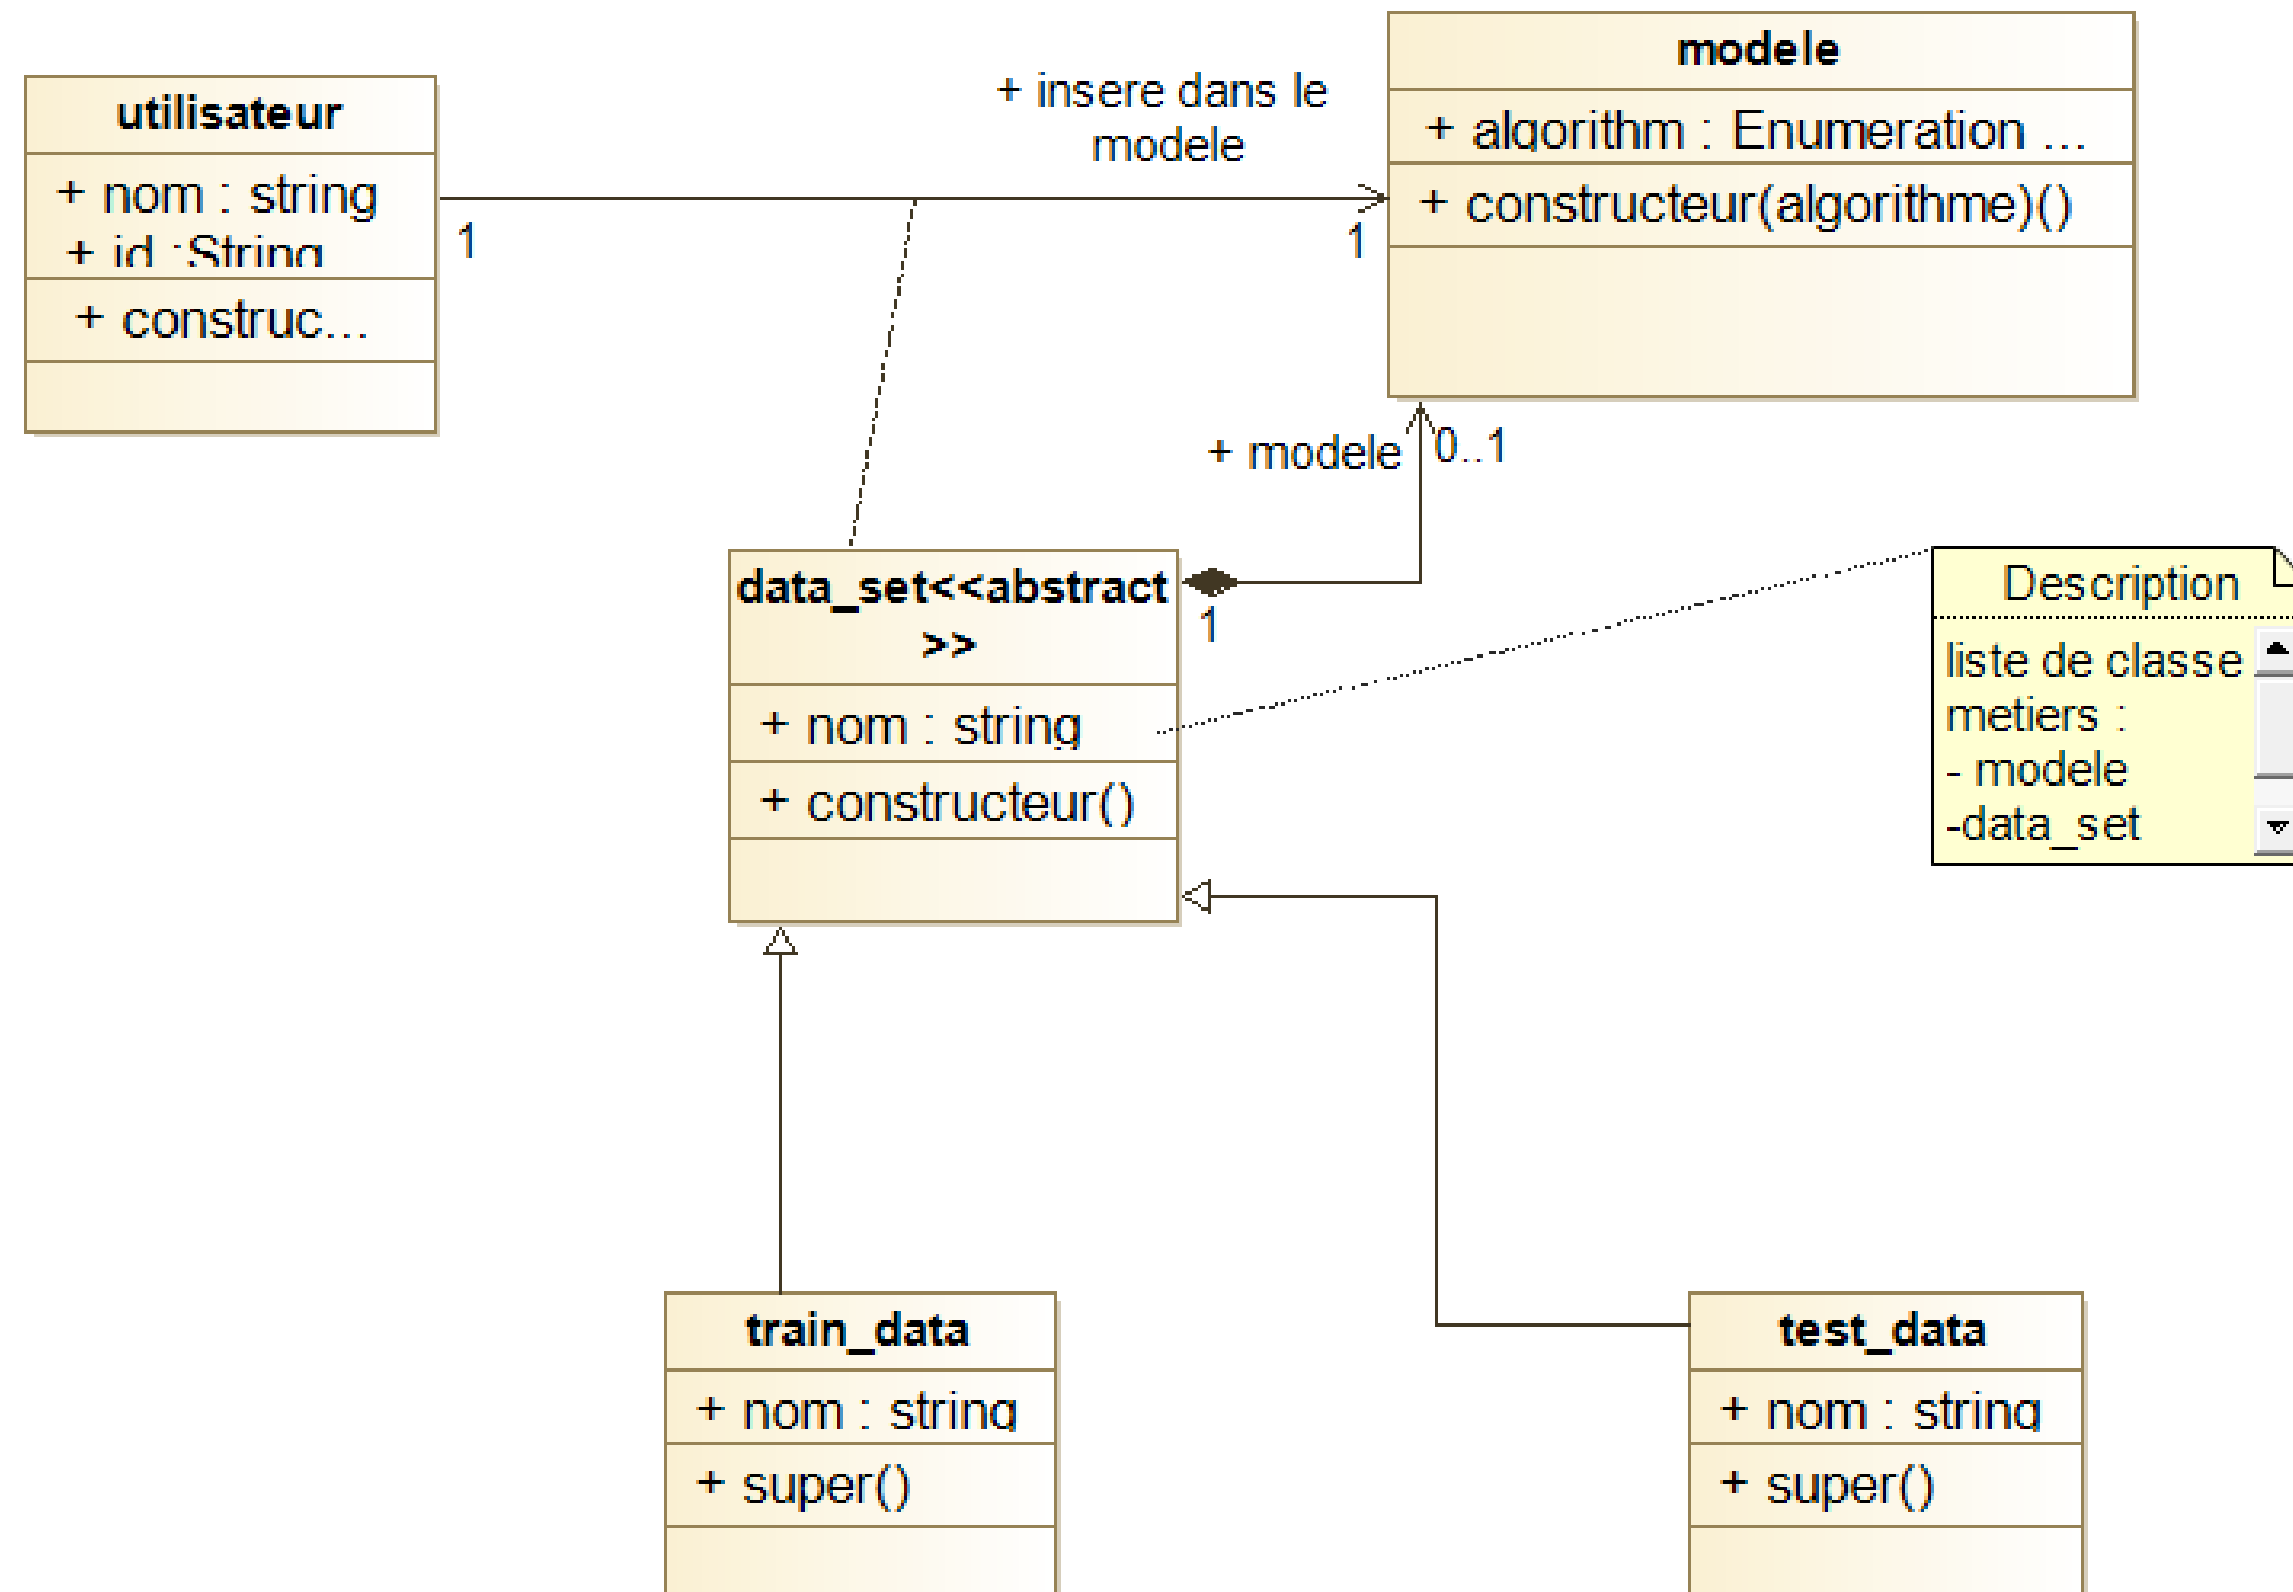 utilisateur
+ nom : string
+ id :String
+ construc...
1
+ insere dans le
modele
1
modele
+ algorithm : Enumeration ...
+ constructeur(algorithme)()
+ modele
0..1
data_set<<abstract
>>
1
+ nom : string
+ constructeur()
Description
liste de classe
metiers :
- modele
-data_set
train_data
+ nom : string
+ super()
test_data
+ nom : string
+ super()